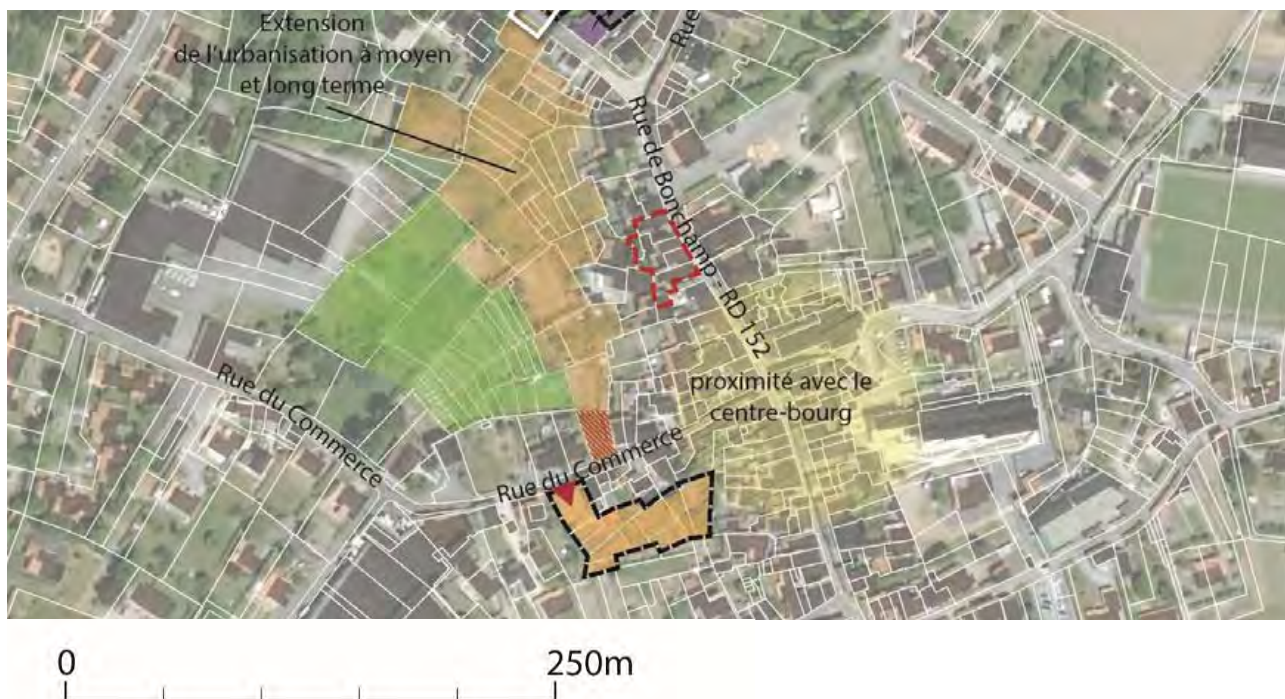 Extension
de l'urbanisation à moyen
et long terme
Rue
Rue de Bonchamp - RD 152
proximité avec le
centre-bourg
Rue du Commerce
Rue du Commerce
0 250m